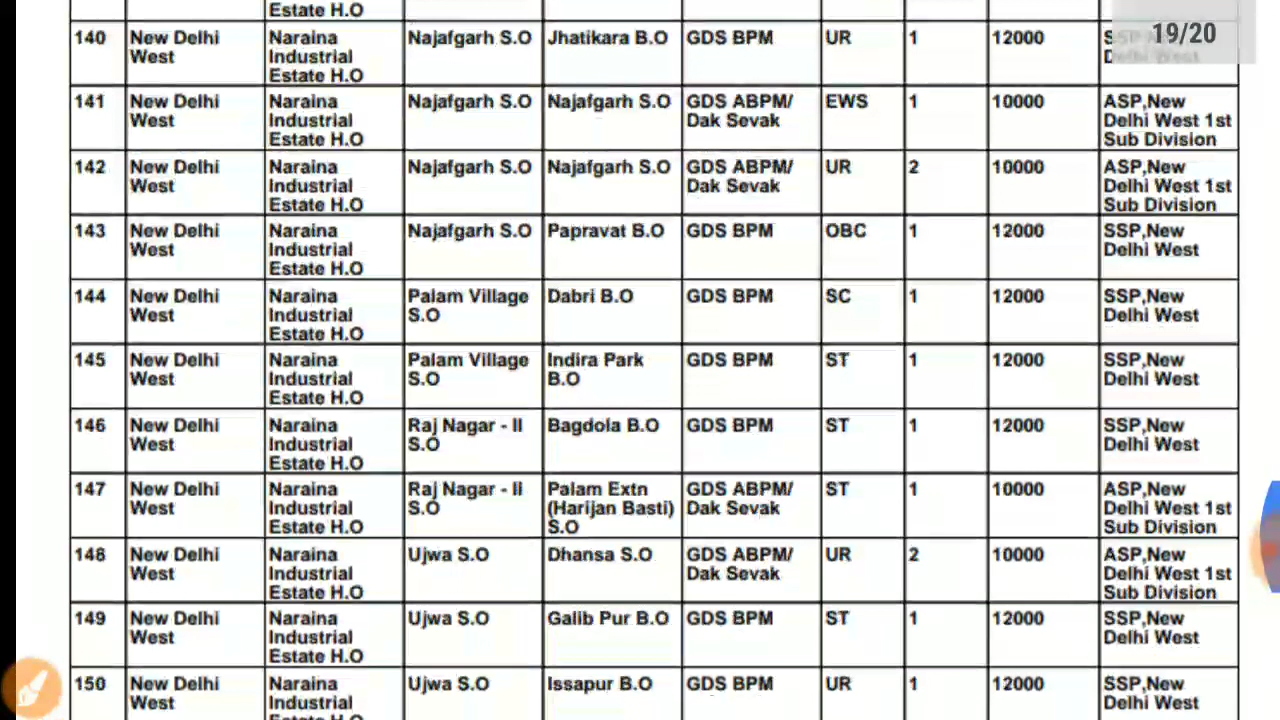 Estate H.O
19/20
140 New Delhi Naraina Najafgarh S.O Jhatikara B.O GDS BPM UR 1 12000
West Industrial Delhi West
Estate H.O
141 New Delhi Naraina Najafgarh S.O Najafgarh S.O GDS ABPM/ EWS 1 10000 ASP,New
West Industrial Dak Sevak Delhi West 1st
Estate H.O Sub Division
142 New Delhi Naraina Najafgarh S.O Najafgarh S.O GDS ABPM/ UR 2 10000 ASP,New
West Industrial Dak Sevak Delhi West 1st
Estate H.O Sub Division
143 New Delhi Naraina Najafgarh S.O Papravat B.O GDS BPM OBC 1 12000 SSP,New
West Industrial Delhi West
Estate H.O
144 New Delhi Naraina Palam Village Dabri B.O GDS BPM SC 1 12000 SSP,New
West Industrial S.O Delhi West
Estate H.O
145 New Delhi Naraina Palam Village Indira Park GDS BPM ST 1 12000 SSP,New
West Industrial S.O B.O Delhi West
Estate H.O
146 New Delhi Naraina Raj Nagar - II Bagdola B.O GDS BPM ST 1 12000 SSP,New
West Industrial S.O Delhi West
Estate H.O
147 New Delhi Naraina Raj Nagar - II Palam Extn GDS ABPM/ ST 1 10000 ASP,New
West Industrial S.O (Harijan Basti) Dak Sevak Delhi West 1st
Estate H.O S.O Sub Division
148 New Delhi Naraina Ujwa S.O Dhansa S.O GDS ABPM/ UR 2 10000 ASP,New
West Industrial Dak Sevak Delhi West 1st
Estate H.O Sub Division
149 New Delhi Naraina Ujwa S.O Galib Pur B.O GDS BPM ST 1 12000 SSP,New
West Industrial Delhi West
Estate H.O
150 New Delhi Naraina Ujwa S.O Issapur B.O GDS BPM UR 1 12000 SSP,New
West Industrial Delhi West
Estate H.O